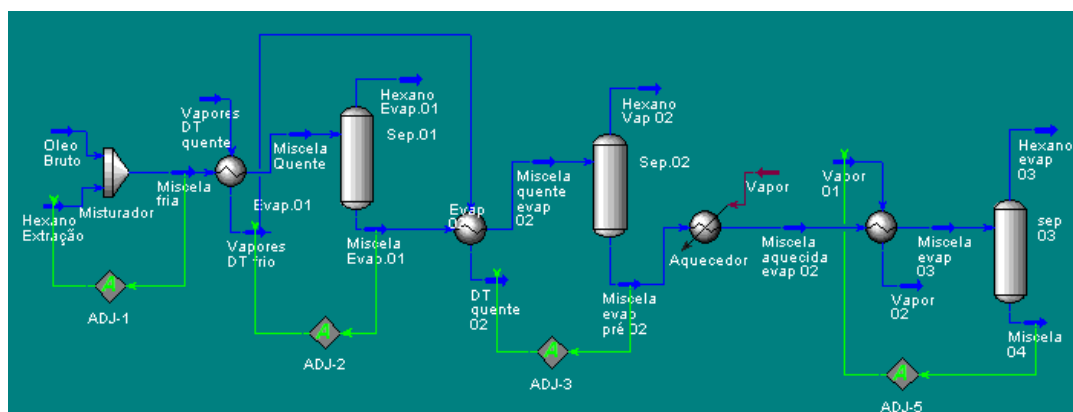 Oleo
Bruto
Hexano
Extração
Misturador
ADJ-1
Miscela
fria
Vapores
DT
quente
Evap.01
Vapores
DT frio
Miscela
Quente
ADJ-2
Hexano
Evap.01
Sep.01
Miscela
Evap.01
Evap
DT
quente
02
Miscela
quente
evap
02
ADJ-3
Hexano
Vap 02
Sep.02
Miscela
evap
pré 02
Aquecedor
Vapor
Miscela
aquecida
evap 02
Vapor
01
Vapor
02
Miscela
evap
03
ADJ-5
Hexano
evap
03
sep
03
Miscela
04